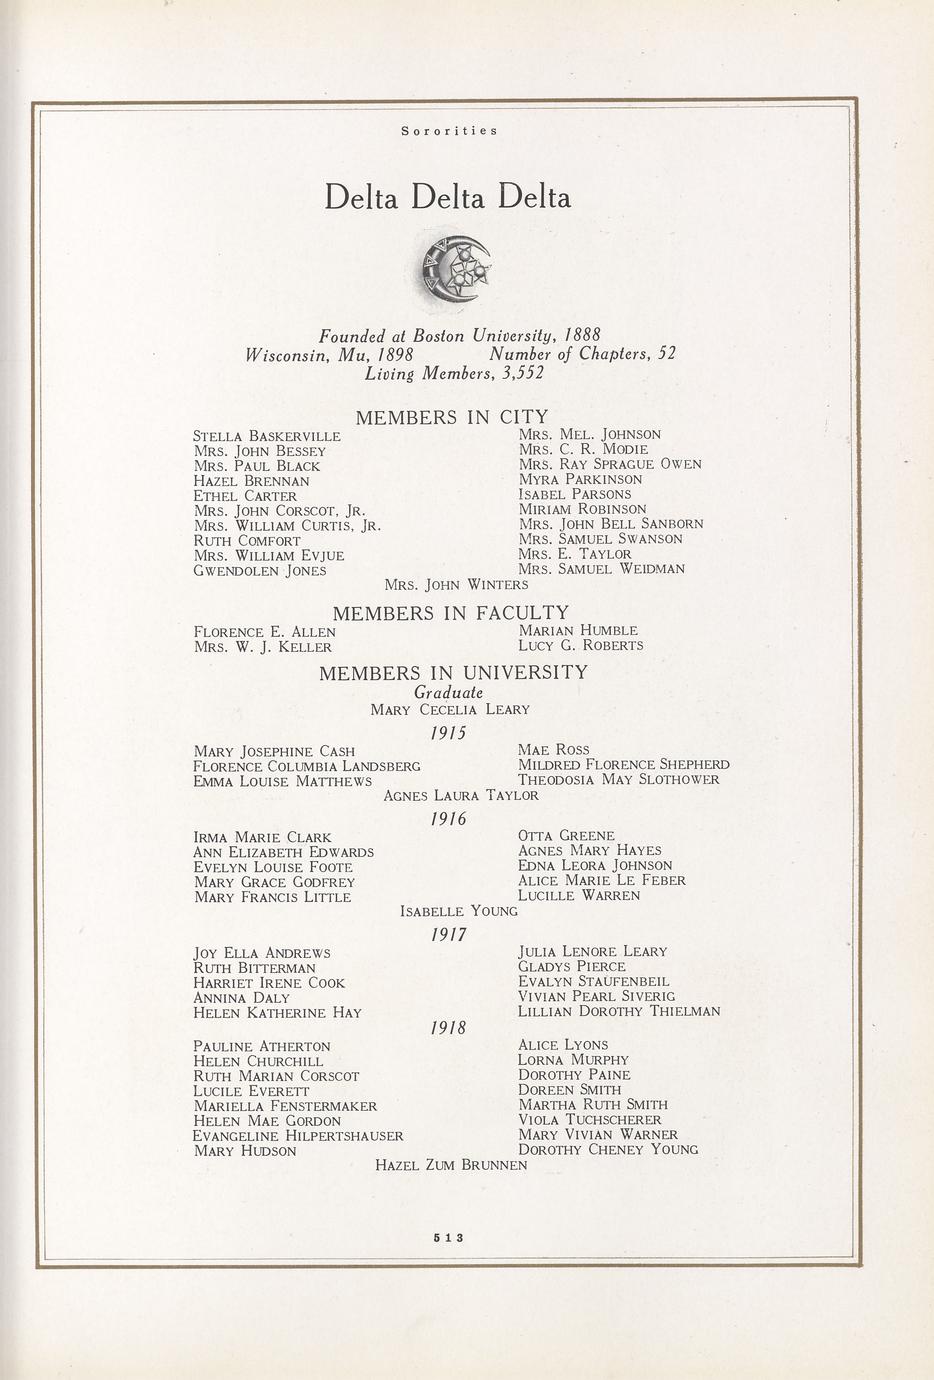 Sororities
Delta Delta Delta
Founded at Boston University, 1888
Wisconsin, Mu, 1898 Number of Chapters, 52
Living Members, 3,552
MEMBERS IN CITY
STELLA BASKERVILLE
MRS. JOHN BESSEY
MRS. PAUL BLACK
HAZEL BRENNAN
ETHEL CARTER
MRS. JOHN CORSCOT, JR.
MRS. WILLIAM CURTIS, JR.
RUTH COMFORT
MRS. WILLIAM EVJUE
GWENDOLEN JONES
MRS. MEL. JOHNSON
MRS. C. R. MODIE
MRS. RAY SPRAGUE OWEN
MYRA PARKINSON
ISABEL PARSONS
MIRIAM ROBINSON
MRS. JOHN BELL SANBORN
MRS. SAMUEL SWANSON
MRS. E. TAYLOR
MRS. SAMUEL WEIDMAN
MRS. JOHN WINTERS
MEMBERS IN FACULTY
FLORENCE E. ALLEN
MRS. W. J. KELLER
MARIAN HUMBLE
LUCY G. ROBERTS
MEMBERS IN UNIVERSITY
Graduate
MARY CECELIA LEARY
1915
MARY JOSEPHINE CASH
FLORENCE COLUMBIA LANDSBERG
EMMA LOUISE MATTHEWS
MAE ROSS
MILDRED FLORENCE SHEPHERD
THEODOSIA MAY SLOTHOWER
AGNES LAURA TAYLOR
1916
IRMA MARIE CLARK
ANN ELIZABETH EDWARDS
EVELYN LOUISE FOOTE
MARY GRACE GODFREY
MARY FRANCIS LITTLE
OTTA GREENE
AGNES MARY HAYES
EDNA LEORA JOHNSON
ALICE MARIE LE FEBER
LUCILLE WARREN
ISABELLE YOUNG
1917
JOY ELLA ANDREWS
RUTH BITTERMAN
HARRIET IRENE COOK
ANNINA DALY
HELEN KATHERINE HAY
JULIA LENORE LEARY
GLADYS PIERCE
EVALYN STAUFENBEIL
VIVIAN PEARL SIVERIG
LILLIAN DOROTHY THIELMAN
1918
PAULINE ATHERTON
HELEN CHURCHILL
RUTH MARIAN CORSCOT
LUCILE EVERETT
MARIELLA FENSTERMAKER
HELEN MAE GORDON
EVANGELINE HILPERTSHAUSER
MARY HUDSON
ALICE LYONS
LORNA MURPHY
DOROTHY PAINE
DOREEN SMITH
MARTHA RUTH SMITH
VIOLA TUCHSCHERER
MARY VIVIAN WARNER
DOROTHY CHENEY YOUNG
HAZEL ZUM BRUNNEN
513